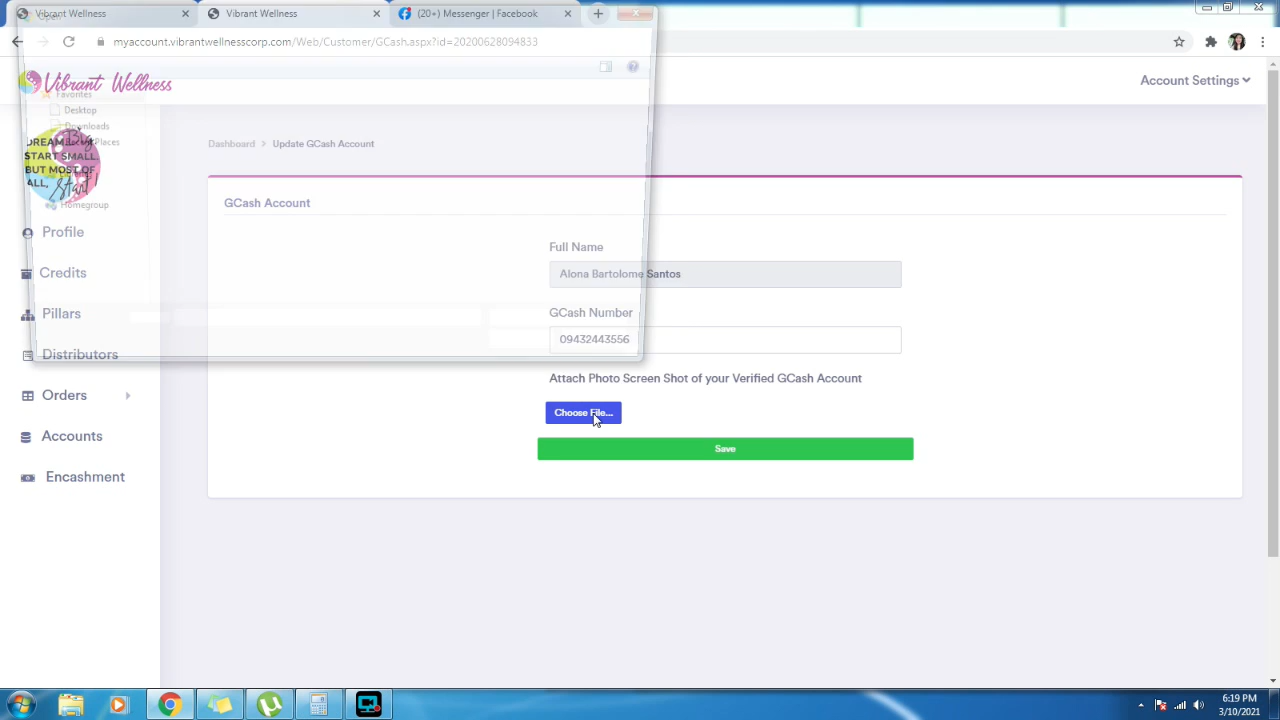 Vibrant Wellness
Vibrant Wellness
(20+) Messenger | Facebook
myaccount.vibrantwellnesscorp.com/Web/Customer/GCash.aspx?id=20200628094833
Vibrant Wellness
Account Settings
Favorites
Desktop
Downloads
Places
DREAM Big,
START SMALL.
BUT MOST OF
ALL, Start!
Homegroup
Dashboard > Update GCash Account
GCash Account
Profile
Credits
Pillars
Distributors
Orders
Accounts
Encashment
Full Name
Alona Bartolome Santos
GCash Number
09432443556
Attach Photo Screen Shot of your Verified GCash Account
Choose File...
Save
6:19 PM
3/10/2021